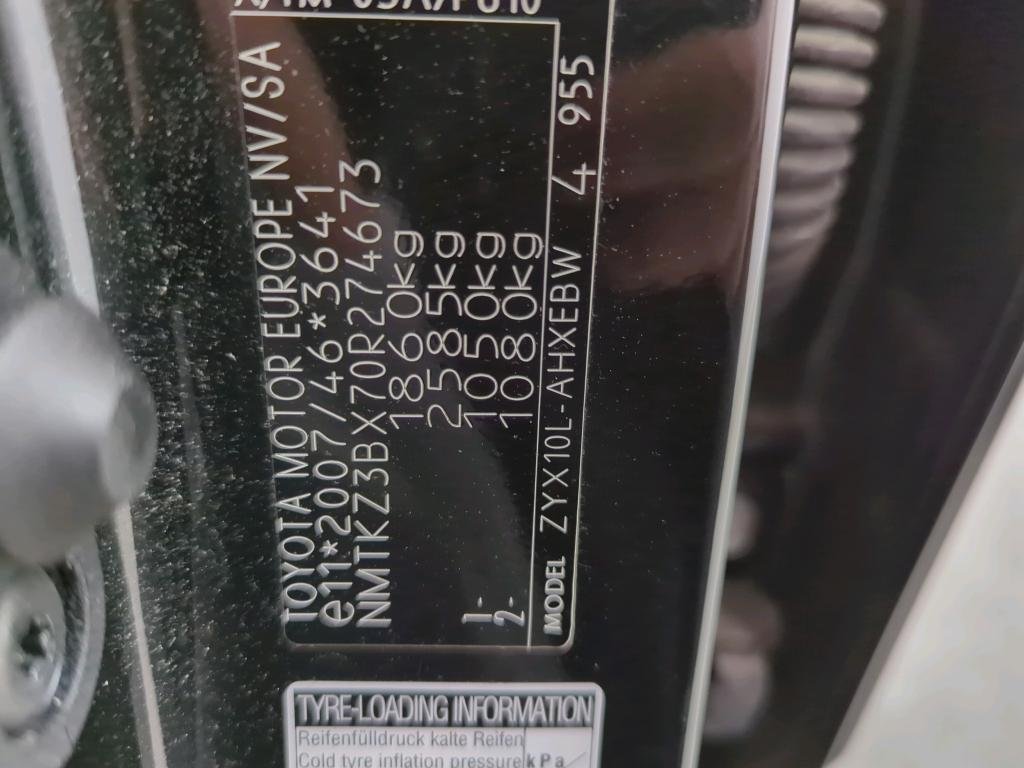 TOYOTA MOTOR EUROPE NV/SA
e11*2007/46*3641
NMTKZ3BX70R274673
1860kg
2585kg
1- 1050kg
2- 1080kg
MODEL ZYX10L-AHXEBW 4 955
TYRE-LOADING INFORMATION
Reifenfülldruck kalte Reifen
Cold tyre inflation pressure kPa/